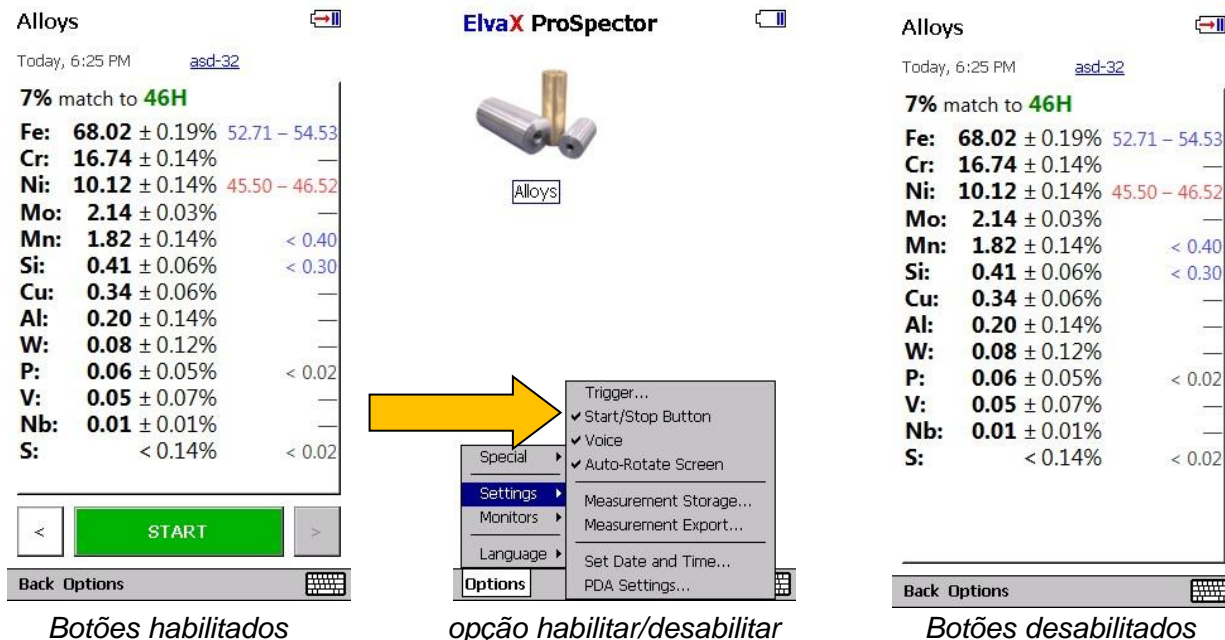 Alloys
Today, 6:25 PM asd-32
7% match to 46H
Fe: 68.02 ± 0.19% 52.71 – 54.53
Cr: 16.74 ± 0.14% —
Ni: 10.12 ± 0.14% 45.50 – 46.52
Mo: 2.14 ± 0.03% —
Mn: 1.82 ± 0.14% < 0.40
Si: 0.41 ± 0.06% < 0.30
Cu: 0.34 ± 0.06% —
Al: 0.20 ± 0.14% —
W: 0.08 ± 0.12% —
P: 0.06 ± 0.05% < 0.02
V: 0.05 ± 0.07% —
Nb: 0.01 ± 0.01% —
S: < 0.14% < 0.02
< START >
Back Options
Botões habilitados
ElvaX ProSpector
Alloys
Trigger...
✔ Start/Stop Button
✔ Voice
✔ Auto-Rotate Screen
Measurement Storage...
Measurement Export...
Set Date and Time...
PDA Settings...
Special
Settings
Monitors
Language
Options
opção habilitar/desabilitar
Alloys
Today, 6:25 PM asd-32
7% match to 46H
Fe: 68.02 ± 0.19% 52.71 – 54.53
Cr: 16.74 ± 0.14% —
Ni: 10.12 ± 0.14% 45.50 – 46.52
Mo: 2.14 ± 0.03% —
Mn: 1.82 ± 0.14% < 0.40
Si: 0.41 ± 0.06% < 0.30
Cu: 0.34 ± 0.06% —
Al: 0.20 ± 0.14% —
W: 0.08 ± 0.12% —
P: 0.06 ± 0.05% < 0.02
V: 0.05 ± 0.07% —
Nb: 0.01 ± 0.01% —
S: < 0.14% < 0.02
Back Options
Botões desabilitados